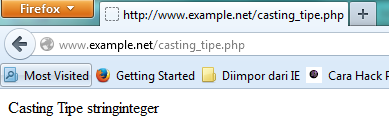 Firefox
http://www.example.net/casting_tipe.php
www.example.net/casting_tipe.php
Most Visited Getting Started Diimpor dari IE Cara Hack P
Casting Tipe stringinteger